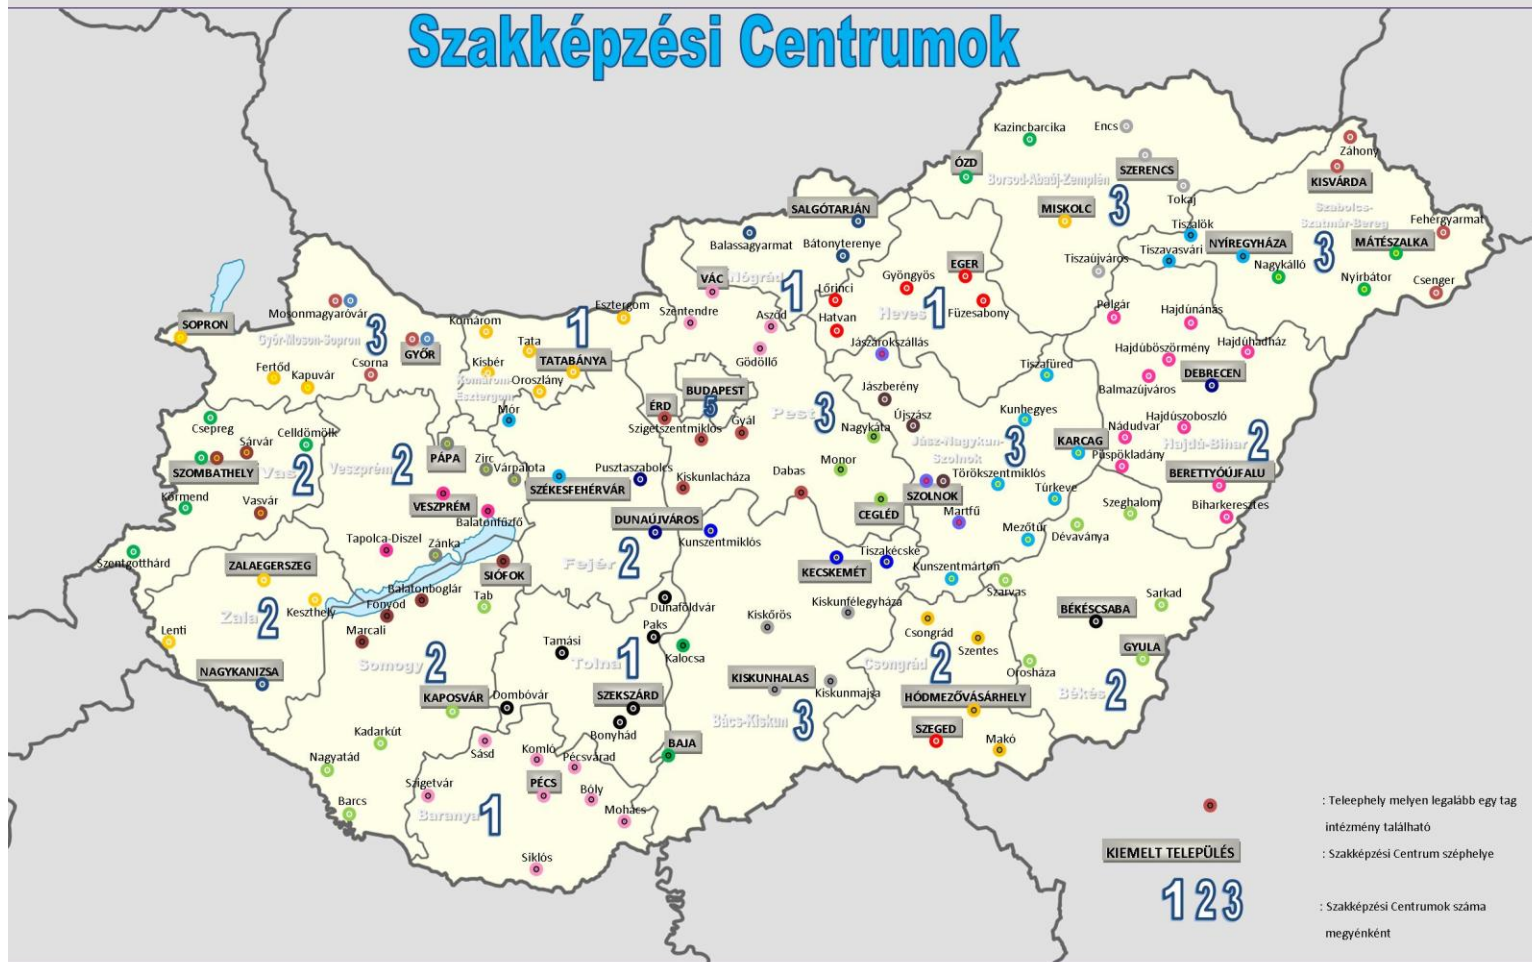 Szakképzési Centrumok
Kazincbarcika
Encs
Záhony
ÓZD
SZERENCS
KISVÁRDA
Borsod-Abaúj-Zemplén
3
Tokaj
SALGÓTARJÁN
MISKOLC
Szabolcs-
Szatmár-Bereg
Fehérgyarmat
Balassagyarmat
Bátonyterenye
Tiszalök
Tiszavasvári
NYÍREGYHÁZA
3
MÁTÉSZALKA
Tiszaújváros
EGER
Nagykálló
Nyírbátor
Csenger
VÁC
Nógrád
1
Gyöngyös
Lőrinci
Heves
1
Füzesabony
Hatvan
Polgár
Hajdúnánás
SOPRON
Mosonmagyaróvár
Győr-Moson-Sopron
3
GYŐR
Komárom
1
Esztergom
Szentendre
Aszód
Gödöllő
Jászárokszállás
Hajdúböszörmény
Hajdúhadház
Fertőd
Kapuvár
Csorna
Kisbér
Tata
TATABÁNYA
Komárom-
Esztergom
Oroszlány
Tiszafüred
Balmazújváros
DEBRECEN
BUDAPEST
5
ÉRD
Pest
3
Jászberény
Csepreg
Celldömölk
Mór
Szigetszentmiklós
Gyál
Újszász
Kunhegyes
Hajdúszoboszló
Nádudvar
Hajdú-Bihar
2
Sárvár
SZOMBATHELY
Vas
2
Veszprém
2
PÁPA
Zirc
Várpalota
Nagykáta
Jász-Nagykun-
Szolnok
3
KARCAG
Püspökladány
BERETTYÓÚJFALU
Körmend
Vasvár
VESZPRÉM
SZÉKESFEHÉRVÁR
Pusztaszabolcs
Kiskunlacháza
Dabas
Monor
SZOLNOK
Törökszentmiklós
Túrkeve
Szeghalom
Biharkeresztes
Balatonfűzfő
DUNAÚJVÁROS
Kunszentmiklós
CEGLÉD
Martfű
Mezőtúr
Dévaványa
Szentgotthárd
Tapolca-Diszel
Zánka
ZALAEGERSZEG
SIÓFOK
Fejér
2
KECSKEMÉT
Tiszakécske
Kunszentmárton
Szarvas
Zala
2
Keszthely
Balatonboglár
Fonyód
Tab
Dunaföldvár
Kiskőrös
Kiskunfélegyháza
BÉKÉSCSABA
Sarkad
Lenti
Marcali
Somogy
2
Tamási
Paks
Tolna
1
Kalocsa
Csongrád
Szentes
Csongrád
2
Orosháza
GYULA
NAGYKANIZSA
KAPOSVÁR
Dombóvár
SZEKSZÁRD
KISKUNHALAS
Kiskunmajsa
HÓDMEZŐVÁSÁRHELY
Békés
2
Bács-Kiskun
3
Kadarkút
Sásd
Komló
Bonyhád
BAJA
SZEGED
Makó
Nagyatád
Pécsvárad
Szigetvár
PÉCS
Bóly
Barcs
Baranya
1
Mohács
Siklós
: Teleephely melyen legalább egy tag
intézmény található
KIEMELT TELEPÜLÉS
: Szakképzési Centrum széphelye
1 2 3
: Szakképzési Centrumok száma
megyénként